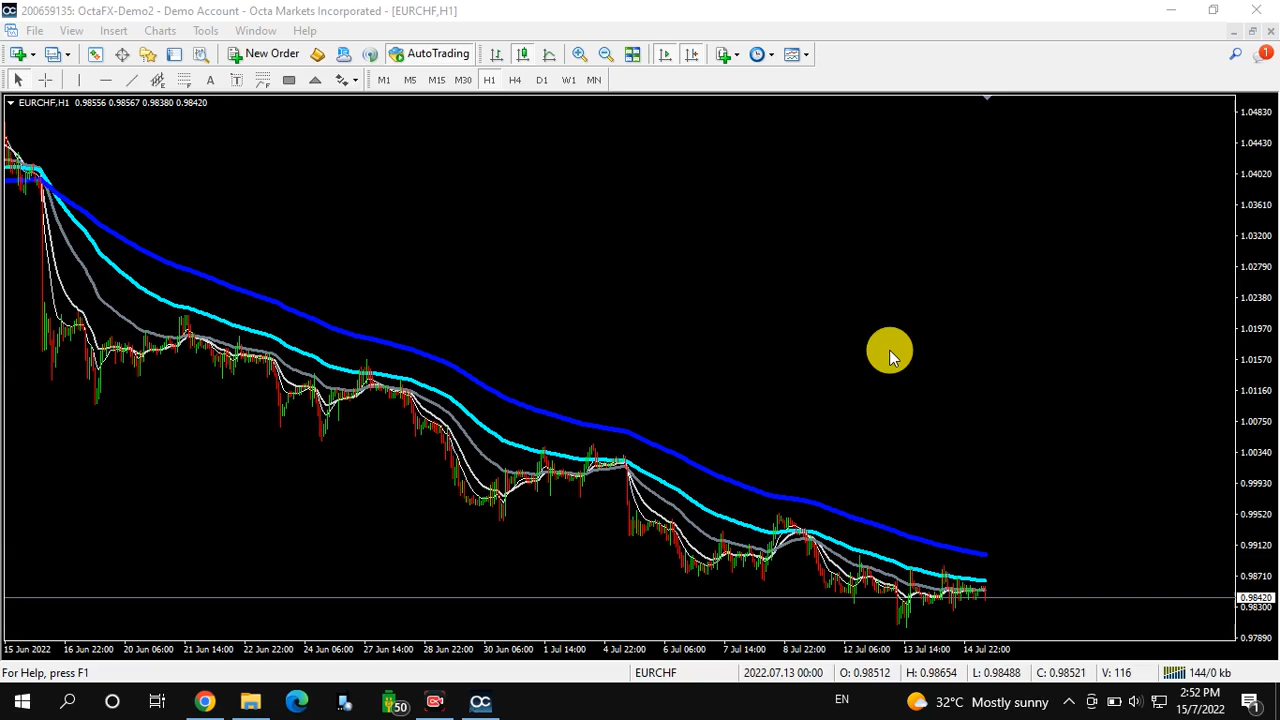 200659135: OctaFX-Demo2 - Demo Account - Octa Markets Incorporated - [EURCHF,H1]
File View Insert Charts Tools Window Help
New Order AutoTrading 1
A T M1 M5 M15 M30 H1 H4 D1 W1 MN
EURCHF,H1 0.98556 0.98567 0.98380 0.98420
1.04830
1.04430
1.04020
1.03610
1.03200
1.02790
1.02380
1.01970
1.01570
1.01160
1.00750
1.00340
0.99930
0.99520
0.99120
0.98710
0.98420
0.98300
0.97890
15 Jun 2022 16 Jun 22:00 20 Jun 06:00 21 Jun 14:00 22 Jun 22:00 24 Jun 06:00 27 Jun 14:00 28 Jun 22:00 30 Jun 06:00 1 Jul 14:00 4 Jul 22:00 6 Jul 06:00 7 Jul 14:00 8 Jul 22:00 12 Jul 06:00 13 Jul 14:00 14 Jul 22:00
For Help, press F1 EURCHF 2022.07.13 00:00 O: 0.98512 H: 0.98654 L: 0.98488 C: 0.98521 V: 116 144/0 kb
50 OC EN 32°C Mostly sunny 2:52 PM
15/7/2022 1